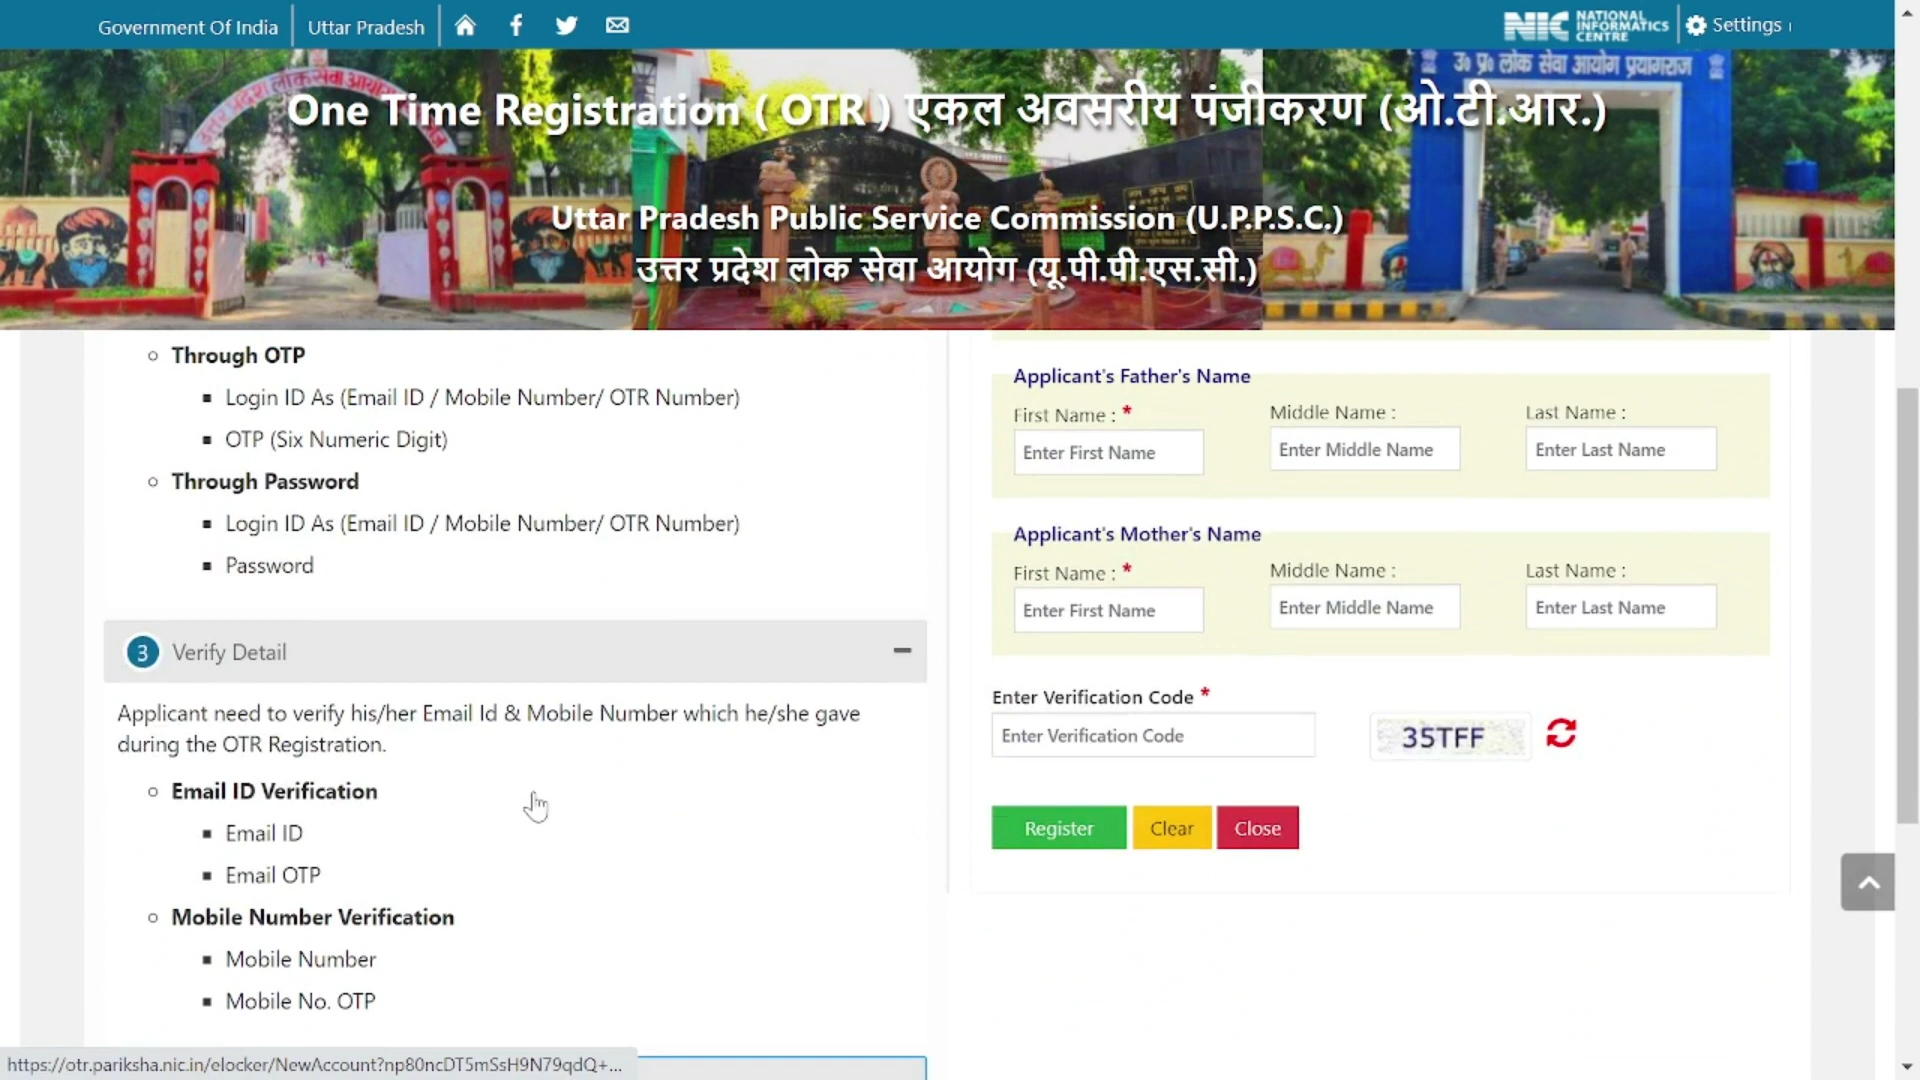 Government Of India
Uttar Pradesh
NIC NATIONAL INFORMATICS CENTRE
Settings
उत्तर प्रदेश लोक सेवा आयोग
उ० प्र० लोक सेवा आयोग प्रयागराज
One Time Registration ( OTR ) एकल अवसरीय पंजीकरण (ओ.टी.आर.)
Uttar Pradesh Public Service Commission (U.P.P.S.C.)
उत्तर प्रदेश लोक सेवा आयोग (यू.पी.पी.एस.सी.)
Through OTP
Login ID As (Email ID / Mobile Number/ OTR Number)
OTP (Six Numeric Digit)
Through Password
Login ID As (Email ID / Mobile Number/ OTR Number)
Password
3 Verify Detail
Applicant need to verify his/her Email Id & Mobile Number which he/she gave
during the OTR Registration.
Email ID Verification
Email ID
Email OTP
Mobile Number Verification
Mobile Number
Mobile No. OTP
Applicant's Father's Name
First Name : * Middle Name : Last Name :
Enter First Name Enter Middle Name Enter Last Name
Applicant's Mother's Name
First Name : * Middle Name : Last Name :
Enter First Name Enter Middle Name Enter Last Name
Enter Verification Code *
Enter Verification Code 35TFF
Register Clear Close
https://otr.pariksha.nic.in/elocker/NewAccount?np80ncDT5mSsH9N79qdQ+...